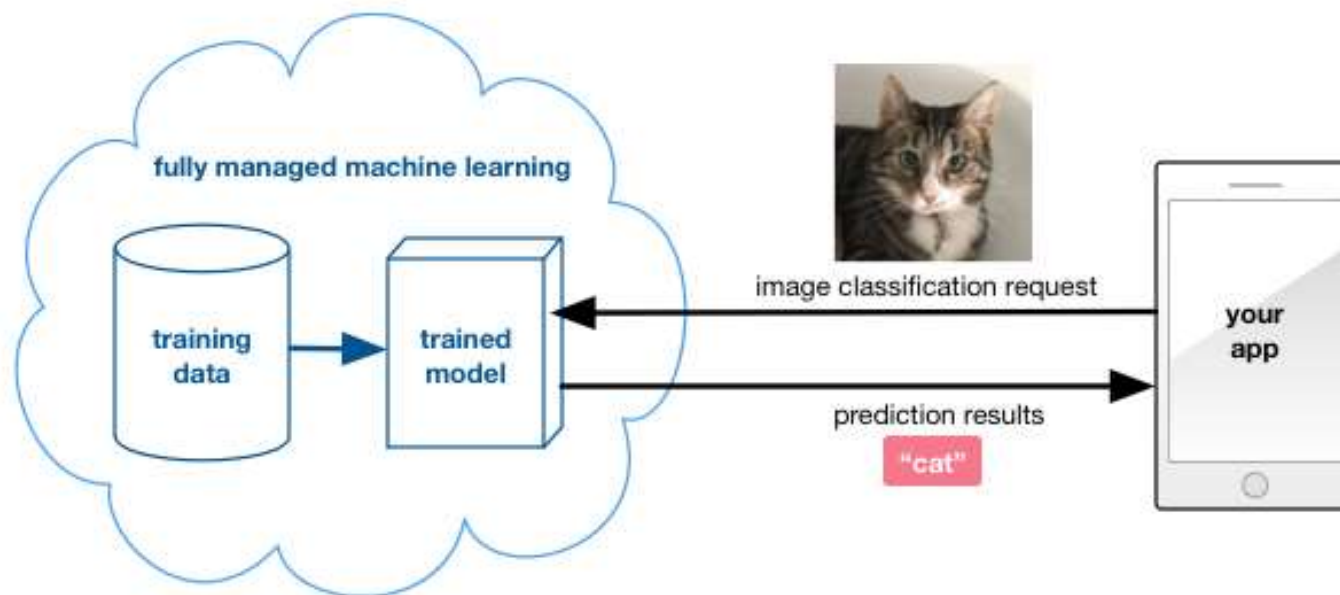 fully managed machine learning
training
data
trained
model
image classification request
prediction results
“cat”
your
app